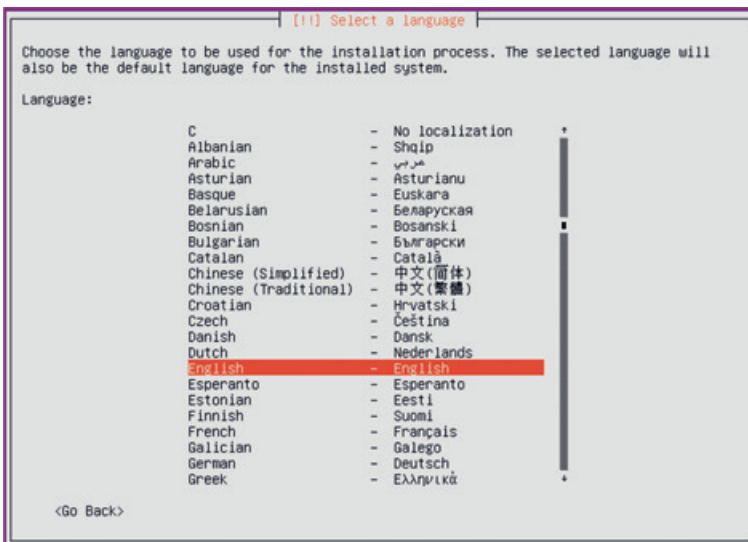 [!!] Select a language
Choose the language to be used for the installation process. The selected language will
also be the default language for the installed system.
Language:
C - No localization
Albanian - Shqip
Arabic - عربي
Asturian - Asturianu
Basque - Euskara
Belarusian - Беларуская
Bosnian - Bosanski
Bulgarian - Български
Catalan - Català
Chinese (Simplified) - 中文(简体)
Chinese (Traditional) - 中文(繁體)
Croatian - Hrvatski
Czech - Čeština
Danish - Dansk
Dutch - Nederlands
English - English
Esperanto - Esperanto
Estonian - Eesti
Finnish - Suomi
French - Français
Galician - Galego
German - Deutsch
Greek - Ελληνικά
<Go Back>